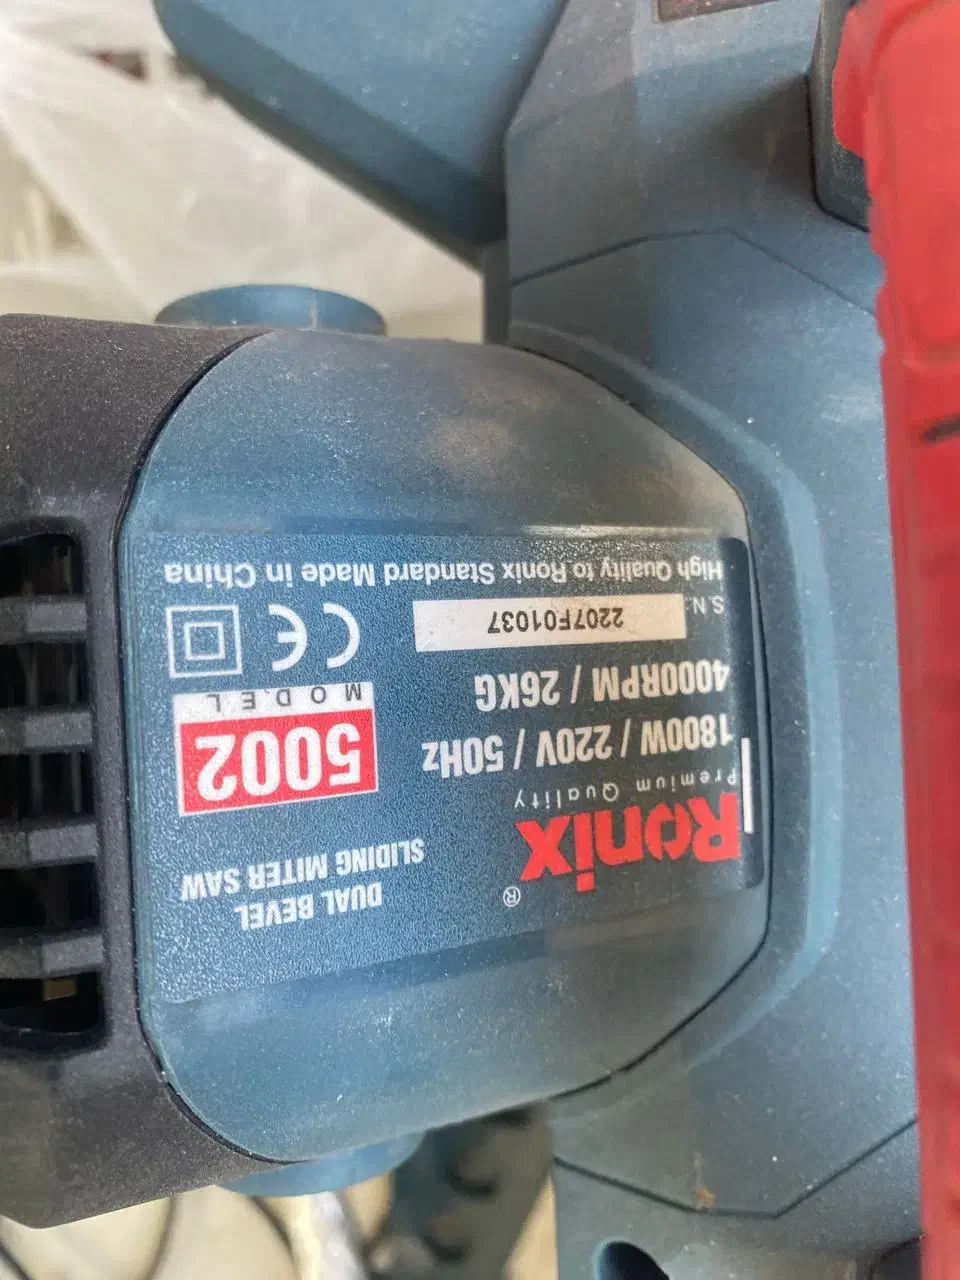 Ronix®
Premium Quality
DUAL BEVEL
SLIDING MITER SAW
1800W / 220V / 50Hz
4000RPM / 26KG
5002
MODEL
S.N.:
2207F01037
CE
High Quality to Ronix Standard Made in China